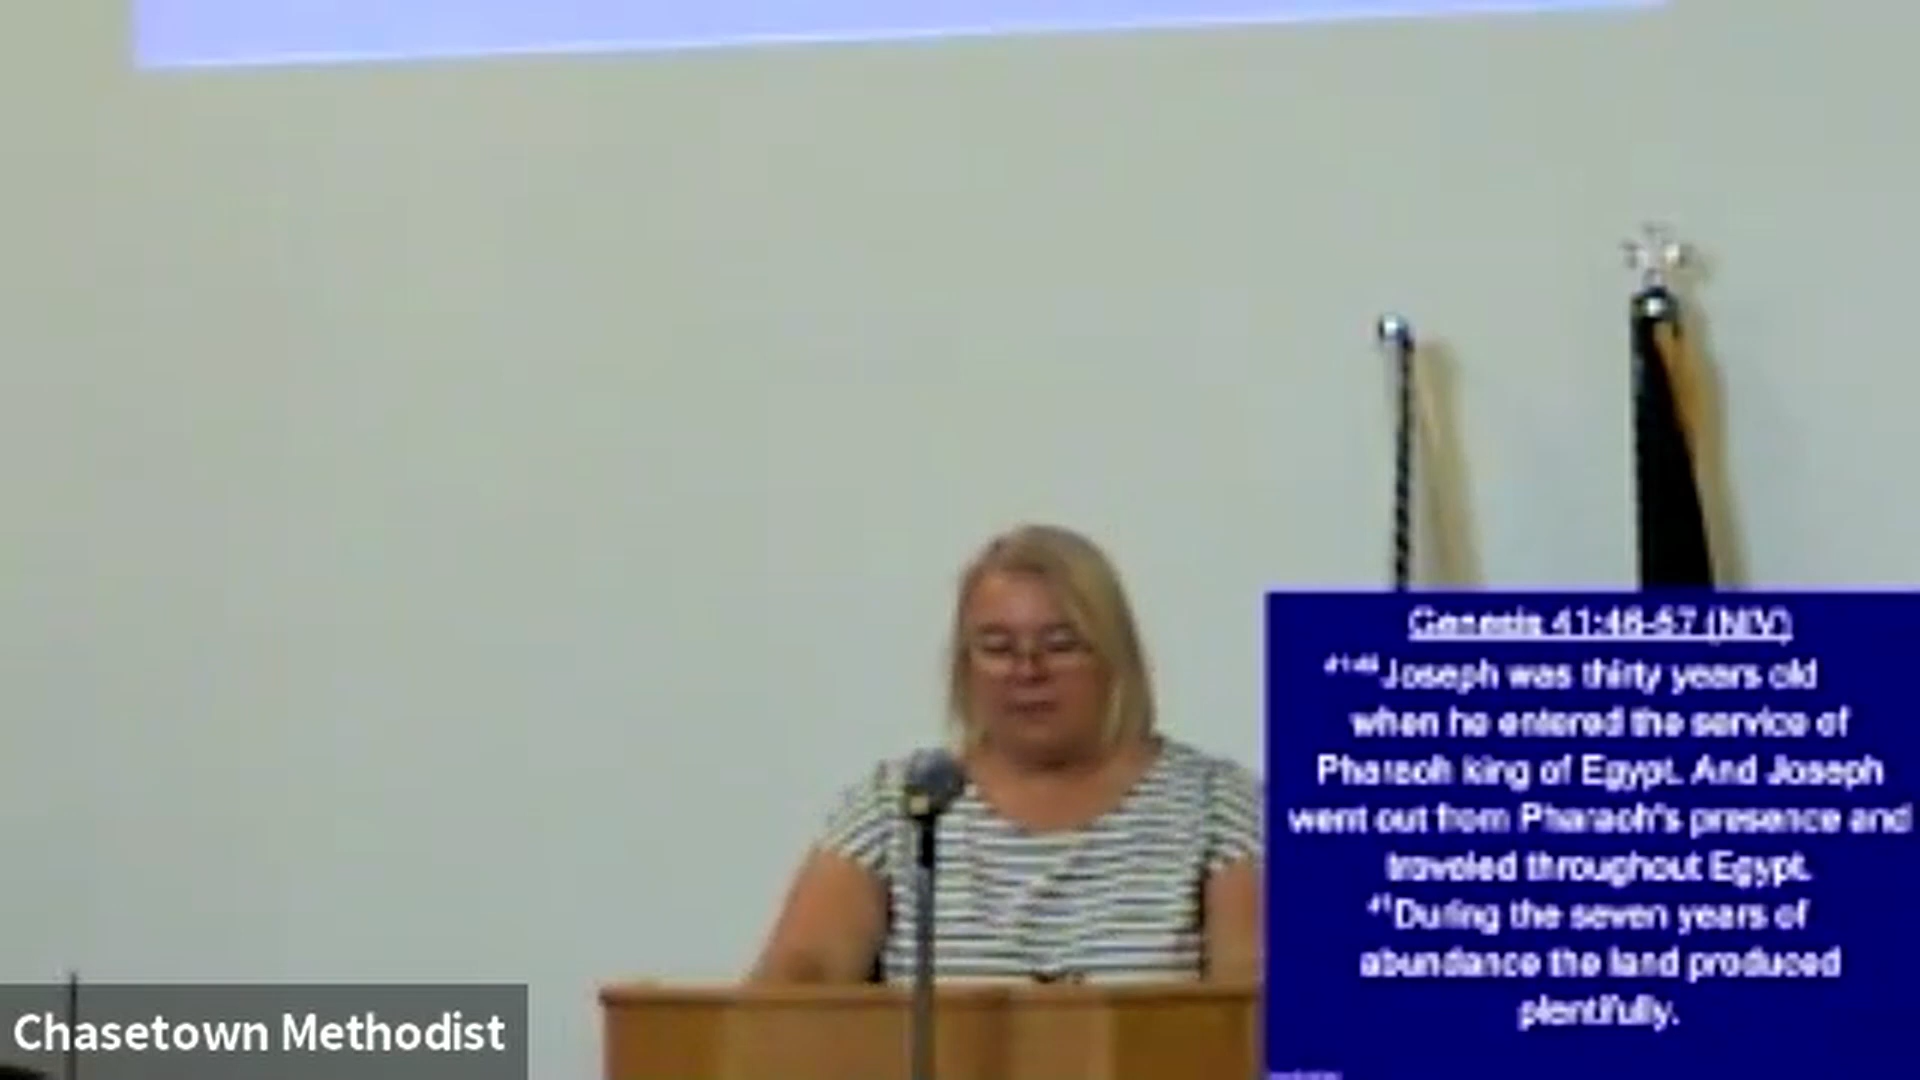 Genesis 41:46-57 (NIV)
41:46 Joseph was thirty years old
when he entered the service of
Pharaoh king of Egypt. And Joseph
went out from Pharaoh's presence and
traveled throughout Egypt.
47 During the seven years of
abundance the land produced
plentifully.
Chasetown Methodist